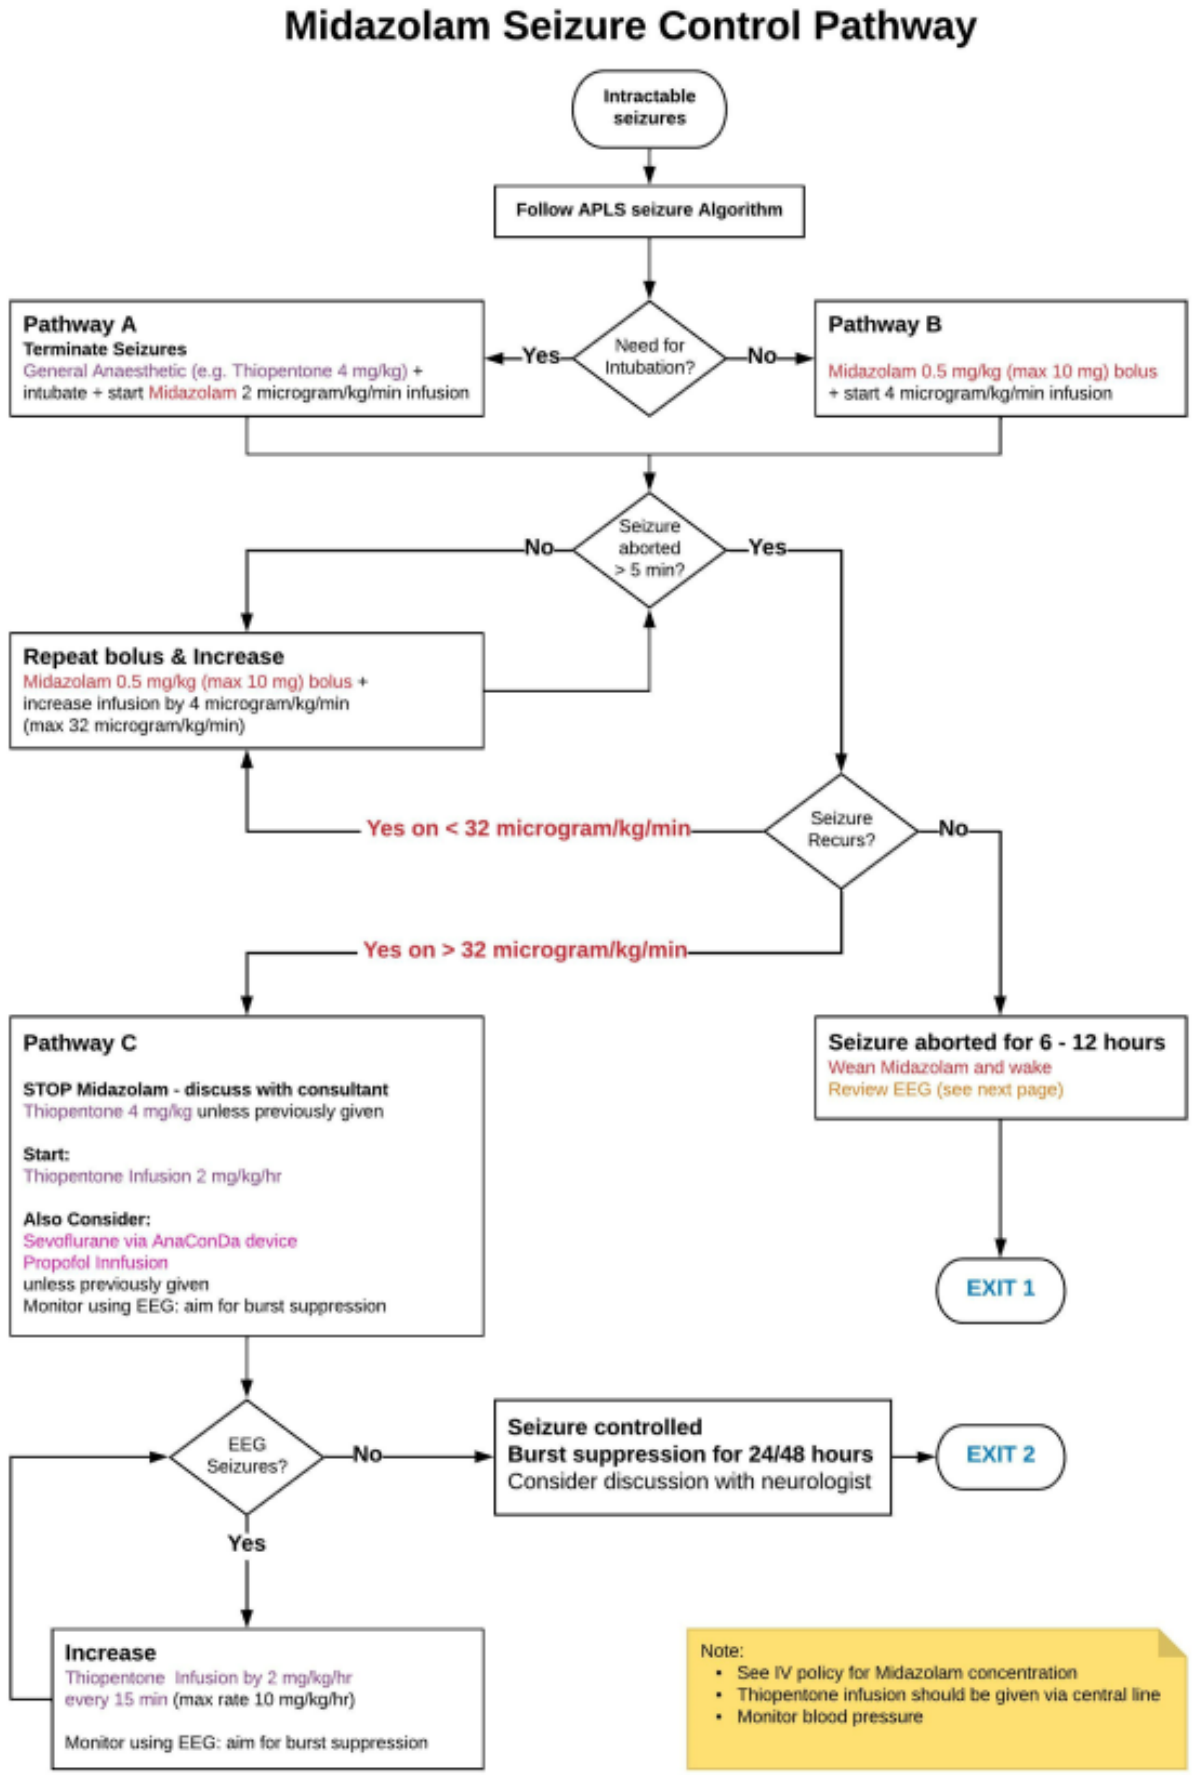 Midazolam Seizure Control Pathway
Intractable
seizures
Follow APLS seizure Algorithm
Pathway A
Terminate Seizures
General Anaesthetic (e.g. Thiopentone 4 mg/kg) +
intubate + start Midazolam 2 microgram/kg/min infusion
Yes
Need for
Intubation?
No
Pathway B
Midazolam 0.5 mg/kg (max 10 mg) bolus
+ start 4 microgram/kg/min infusion
Seizure
aborted
> 5 min?
No
Yes
Repeat bolus & Increase
Midazolam 0.5 mg/kg (max 10 mg) bolus +
increase infusion by 4 microgram/kg/min
(max 32 microgram/kg/min)
Yes on < 32 microgram/kg/min
Seizure
Recurs?
No
Yes on > 32 microgram/kg/min
Pathway C
STOP Midazolam - discuss with consultant
Thiopentone 4 mg/kg unless previously given
Start:
Thiopentone Infusion 2 mg/kg/hr
Also Consider:
Sevoflurane via AnaConDa device
Propofol Innfusion
unless previously given
Monitor using EEG: aim for burst suppression
Seizure aborted for 6 - 12 hours
Wean Midazolam and wake
Review EEG (see next page)
EXIT 1
EEG
Seizures?
No
Seizure controlled
Burst suppression for 24/48 hours
Consider discussion with neurologist
EXIT 2
Yes
Increase
Thiopentone Infusion by 2 mg/kg/hr
every 15 min (max rate 10 mg/kg/hr)
Monitor using EEG: aim for burst suppression
Note:
• See IV policy for Midazolam concentration
• Thiopentone infusion should be given via central line
• Monitor blood pressure